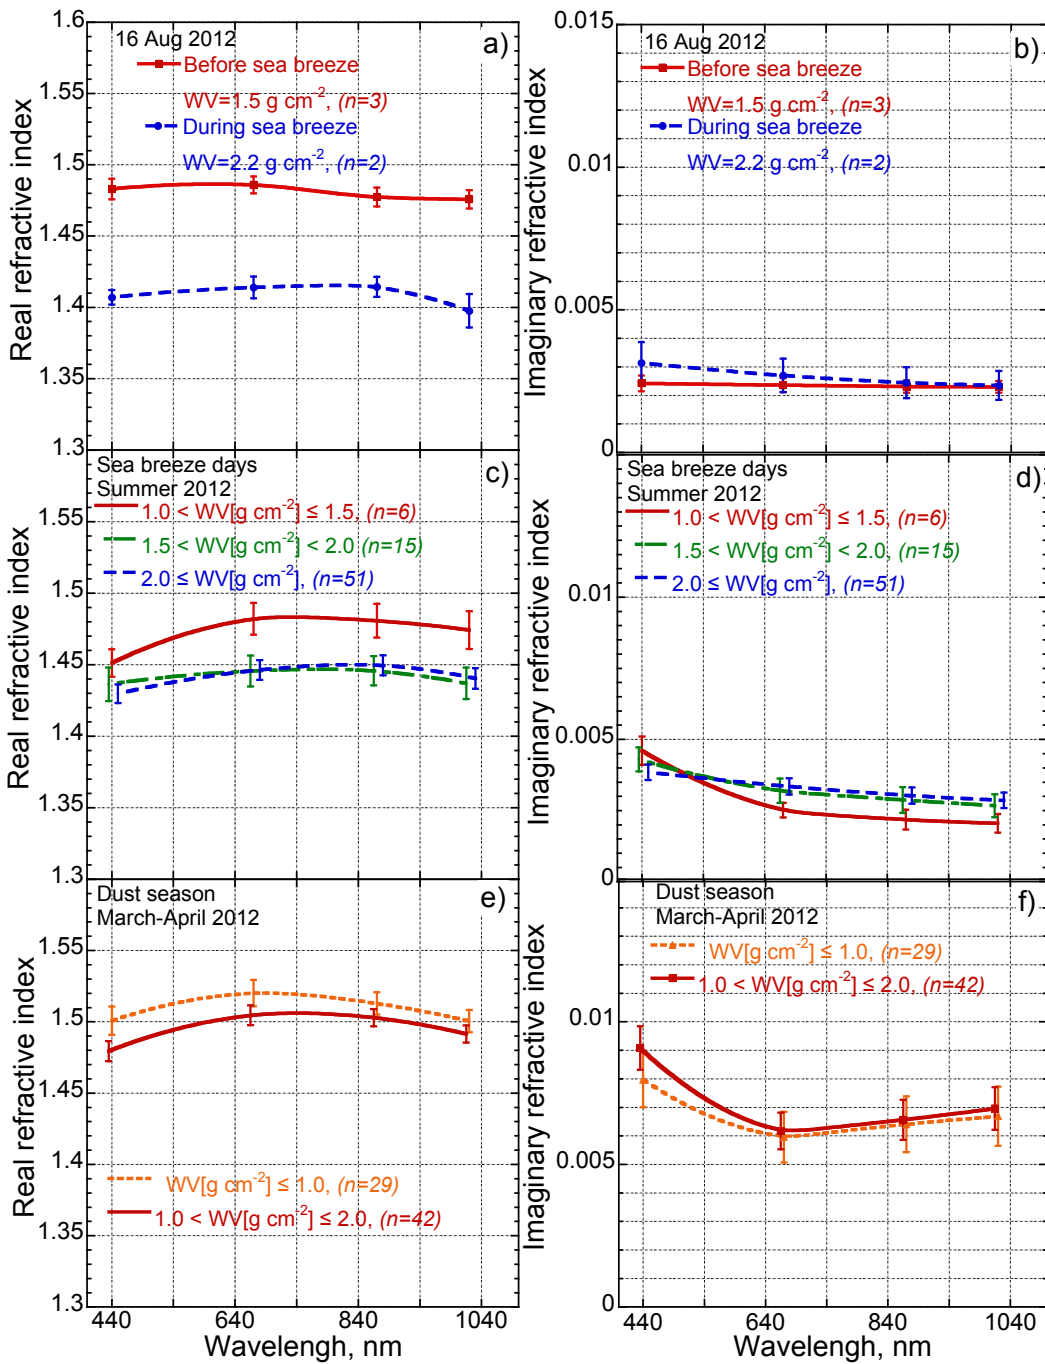 1.6
16 Aug 2012
a)
Before sea breeze
WV=1.5 g cm-2, (n=3)
During sea breeze
WV=2.2 g cm-2, (n=2)
1.55
1.5
1.45
1.4
1.35
1.3
Real refractive index
0.015
16 Aug 2012
b)
Before sea breeze
WV=1.5 g cm-2, (n=3)
During sea breeze
WV=2.2 g cm-2, (n=2)
0.01
0.005
0
Imaginary refractive index
Sea breeze days
Summer 2012
c)
1.0 < WV[g cm-2] ≤ 1.5, (n=6)
1.5 < WV[g cm-2] < 2.0 (n=15)
2.0 ≤ WV[g cm-2], (n=51)
1.55
1.5
1.45
1.4
1.35
1.3
Real refractive index
Sea breeze days
Summer 2012
d)
1.0 < WV[g cm-2] ≤ 1.5, (n=6)
1.5 < WV[g cm-2] < 2.0, (n=15)
2.0 ≤ WV[g cm-2], (n=51)
0.01
0.005
0
Imaginary refractive index
Dust season
March-April 2012
e)
1.55
1.5
1.45
1.4
1.35
1.3
Real refractive index
WV[g cm-2] ≤ 1.0, (n=29)
1.0 < WV[g cm-2] ≤ 2.0, (n=42)
440
640
840
1040
Wavelengh, nm
Dust season
March-April 2012
f)
WV[g cm-2] ≤ 1.0, (n=29)
1.0 < WV[g cm-2] ≤ 2.0, (n=42)
0.01
0.005
0
Imaginary refractive index
440
640
840
1040
Wavelengh, nm